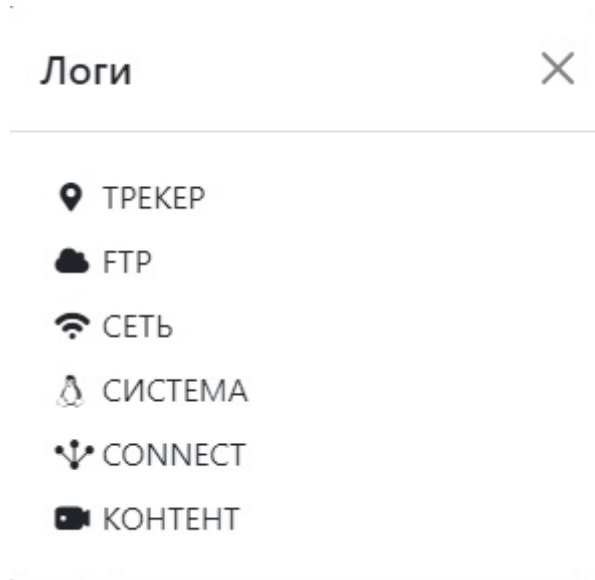 Логи
ТРЕКЕР
FTP
СЕТЬ
СИСТЕМА
CONNECT
КОНТЕНТ